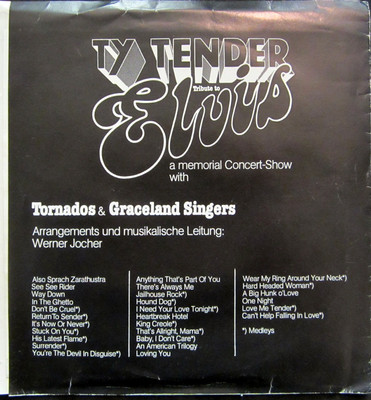 TY TENDER
Tribute to
Elvis
a memorial Concert-Show
with
Tornados & Graceland Singers
Arrangements und musikalische Leitung:
Werner Jocher
Also Sprach Zarathustra
See See Rider
Way Down
In the Ghetto
Don't Be Cruel*)
ReturnTo Sender*)
It's Now Or Never*)
Stuck On You*)
His Latest Flame*)
Surrender*)
You're The Devil In Disguise*)
Anything That's Part Of You
There's Always Me
Jailhouse Rock*)
Hound Dog*)
I Need Your Love Tonight*)
Heartbreak Hotel
King Creole*)
That's Allright, Mama*)
Baby, I Don't Care*)
An American Trilogy
Loving You
Wear My Ring Around Your Neck*)
Hard Headed Woman*)
A Big Hunk o'Love
One Night
Love Me Tender*)
Can't Help Falling In Love*)
*) Medleys